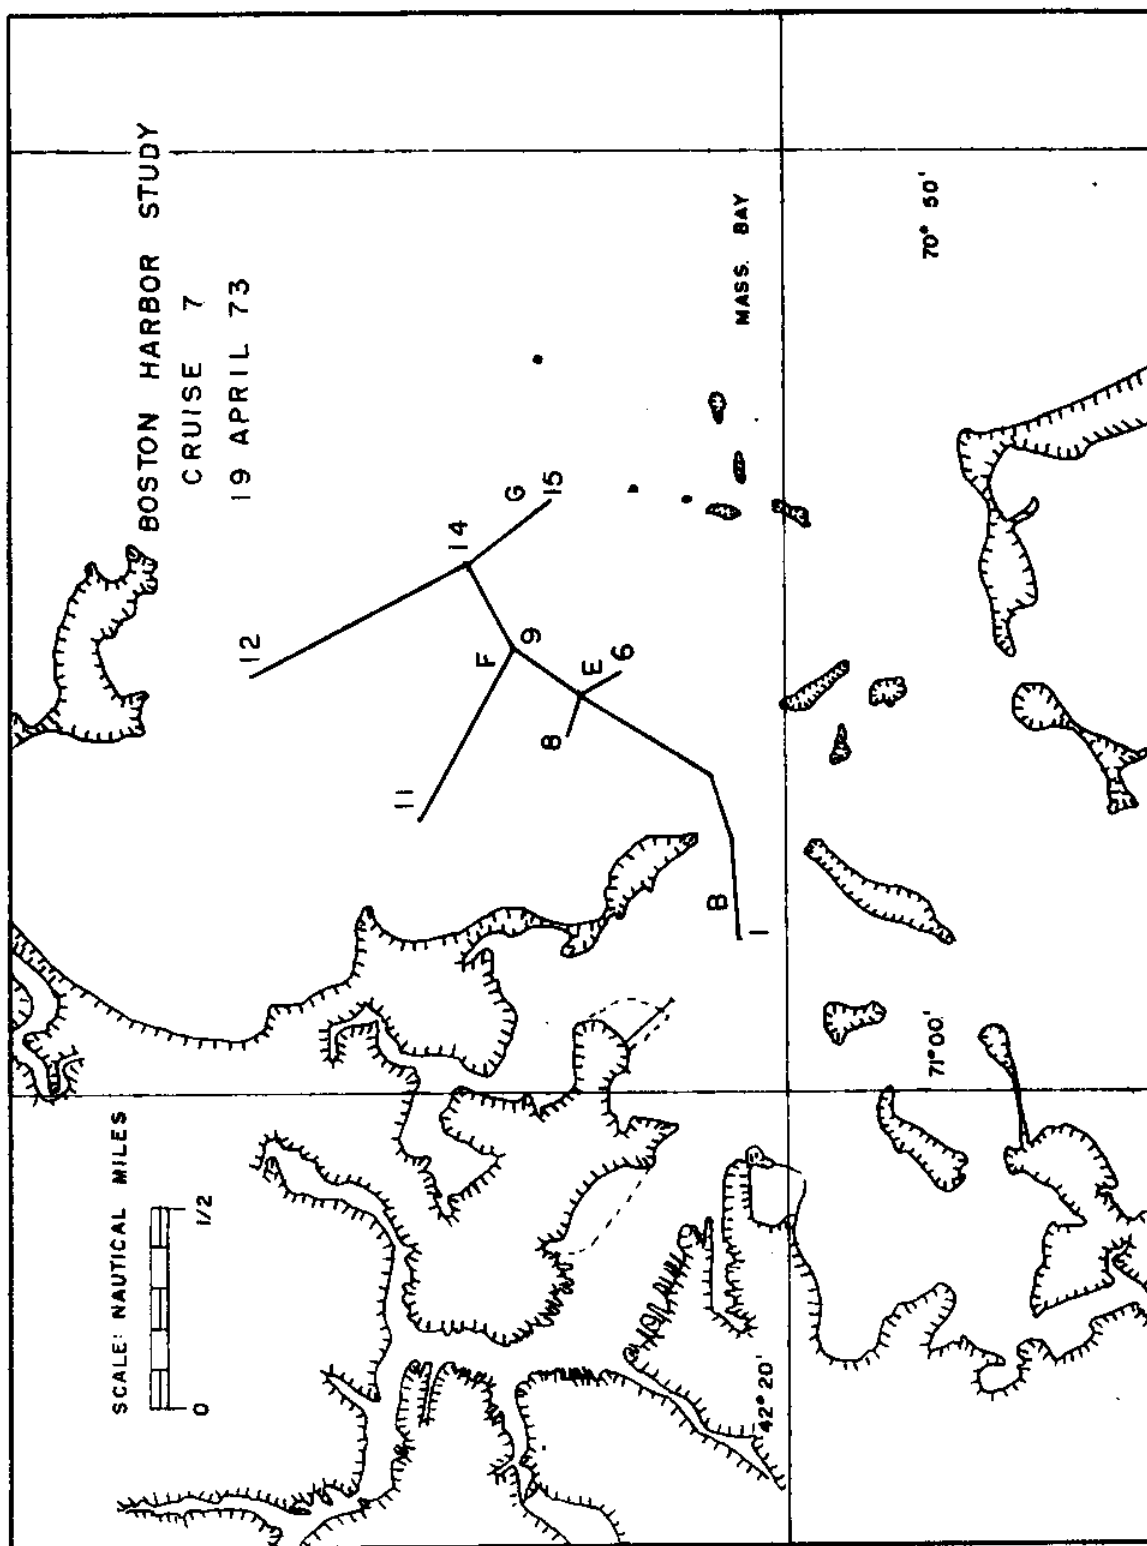 BOSTON HARBOR STUDY
CRUISE 7
19 APRIL 73
SCALE: NAUTICAL MILES
0 1/2
12
14
G
15
F
9
11
E
6
8
B
1
MASS. BAY
42° 20'
71° 00'
70° 50'